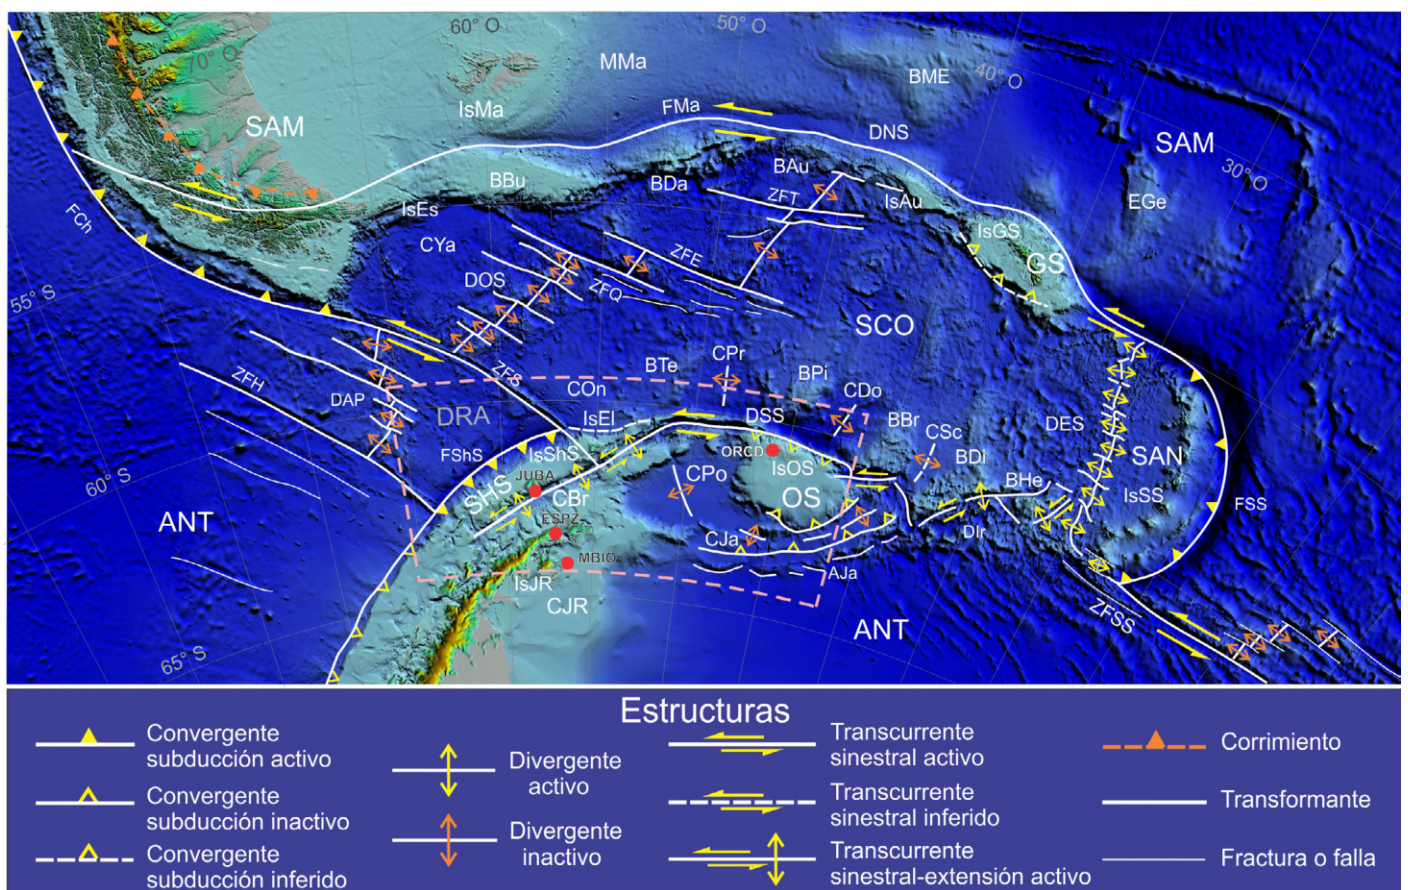 60° O
50° O
MMa
BME
40° O
70° O
IsMa
FMa
SAM
DNS
SAM
30° O
BBu
BDa
BAu
ZFT
IsAu
EGe
FCh
IsEs
IsGS
CYa
ZFE
GS
DOS
ZFQ
55° S
SCO
ZFS
BTe
CPr
BPi
ZFH
DAP
COn
CDo
DRA
IsEl
DSS
BBr
DES
CSc
FShS
IsShS
ORCD
IsOS
BDi
SAN
JUBA
CPo
OS
BHe
IsSS
60° S
SHS
CBr
FSS
ANT
ESPZ
CJa
DIr
MBIO
AJa
IsJR
CJR
ANT
ZFSS
65° S
Estructuras
Convergente
subducción activo
Convergente
subducción inactivo
Convergente
subducción inferido
Divergente
activo
Divergente
inactivo
Transcurrente
sinestral activo
Transcurrente
sinestral inferido
Transcurrente
sinestral-extensión activo
Corrimiento
Transformante
Fractura o falla